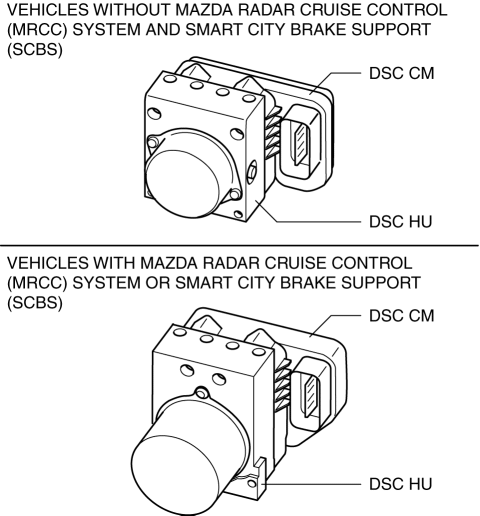 VEHICLES WITHOUT MAZDA RADAR CRUISE CONTROL
(MRCC) SYSTEM AND SMART CITY BRAKE SUPPORT
(SCBS)
DSC CM
DSC HU
VEHICLES WITH MAZDA RADAR CRUISE CONTROL
(MRCC) SYSTEM OR SMART CITY BRAKE SUPPORT
(SCBS)
DSC CM
DSC HU